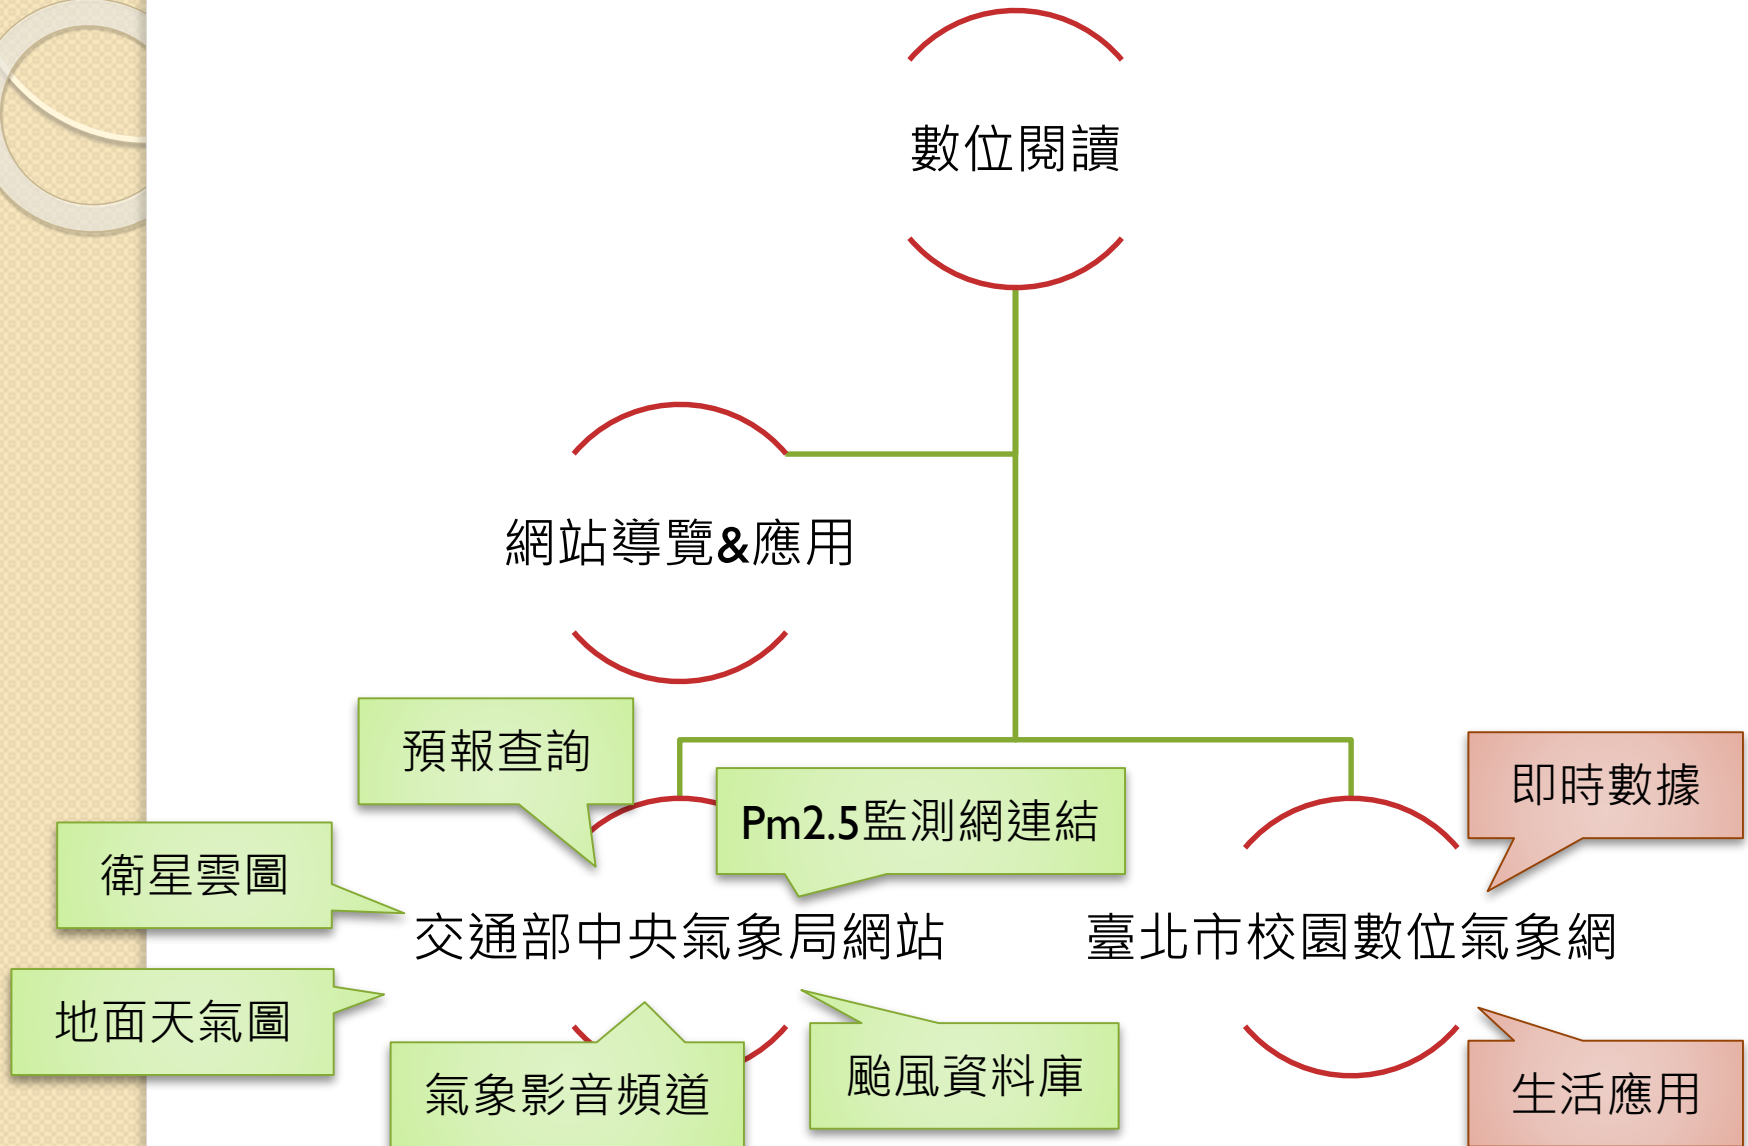 數位閱讀
網站導覽&應用
預報查詢
Pm2.5監測網連結
即時數據
衛星雲圖
交通部中央氣象局網站
臺北市校園數位氣象網
地面天氣圖
氣象影音頻道
颱風資料庫
生活應用